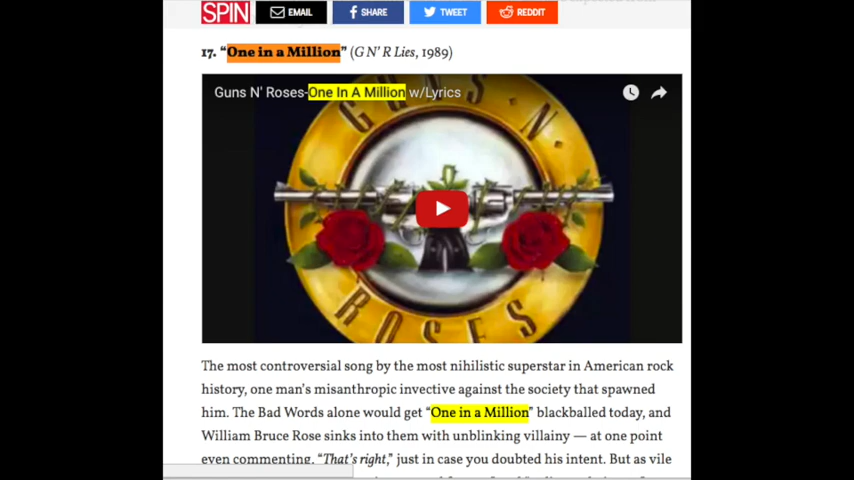 SPIN EMAIL SHARE TWEET REDDIT
17. “One in a Million” (G N’ R Lies, 1989)
Guns N' Roses-One In A Million w/Lyrics
GUNS N'
ROSES
The most controversial song by the most nihilistic superstar in American rock
history, one man’s misanthropic invective against the society that spawned
him. The Bad Words alone would get “One in a Million” blackballed today, and
William Bruce Rose sinks into them with unblinking villainy — at one point
even commenting, “That’s right,” just in case you doubted his intent. But as vile